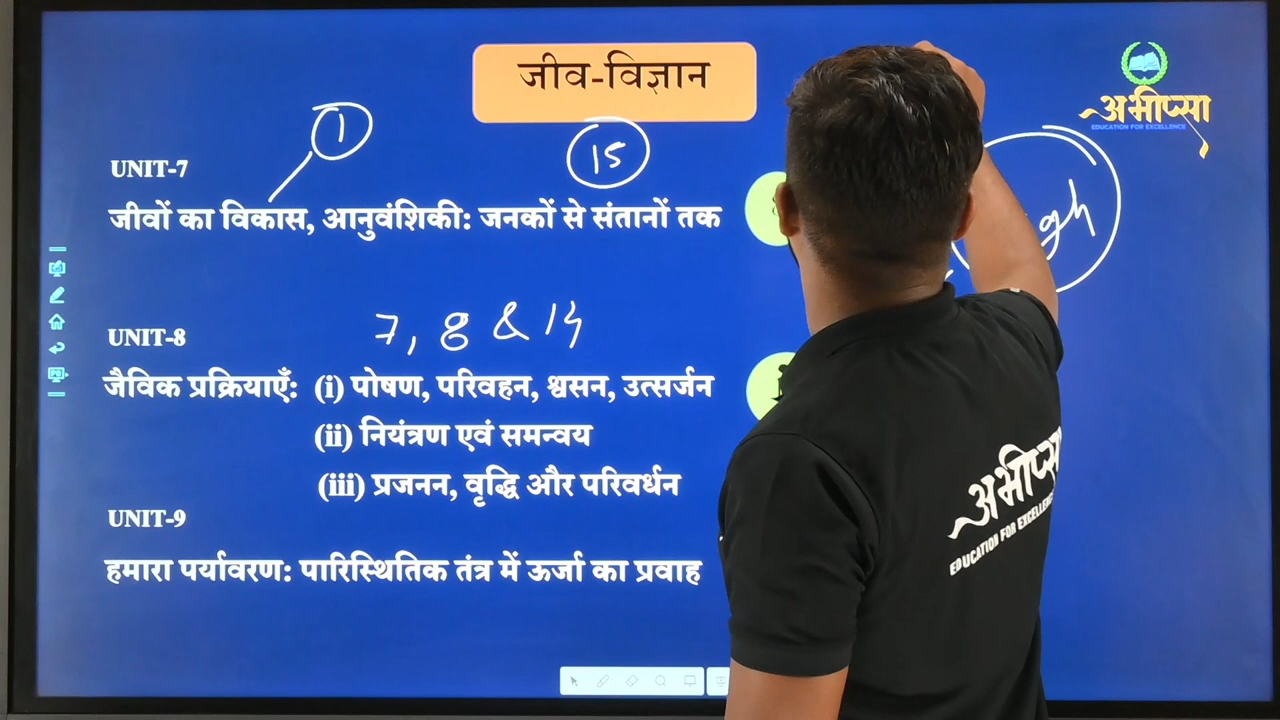 जीव-विज्ञान
अभीप्सा
EDUCATION FOR EXCELLENCE
1
15
UNIT-7
जीवों का विकास, आनुवंशिकी: जनकों से संतानों तक
7, 8 & 14
UNIT-8
जैविक प्रक्रियाएँ: (i) पोषण, परिवहन, श्वसन, उत्सर्जन
(ii) नियंत्रण एवं समन्वय
(iii) प्रजनन, वृद्धि और परिवर्धन
UNIT-9
हमारा पर्यावरण: पारिस्थितिक तंत्र में ऊर्जा का प्रवाह
अभीप्सा
EDUCATION FOR EXCELLENCE